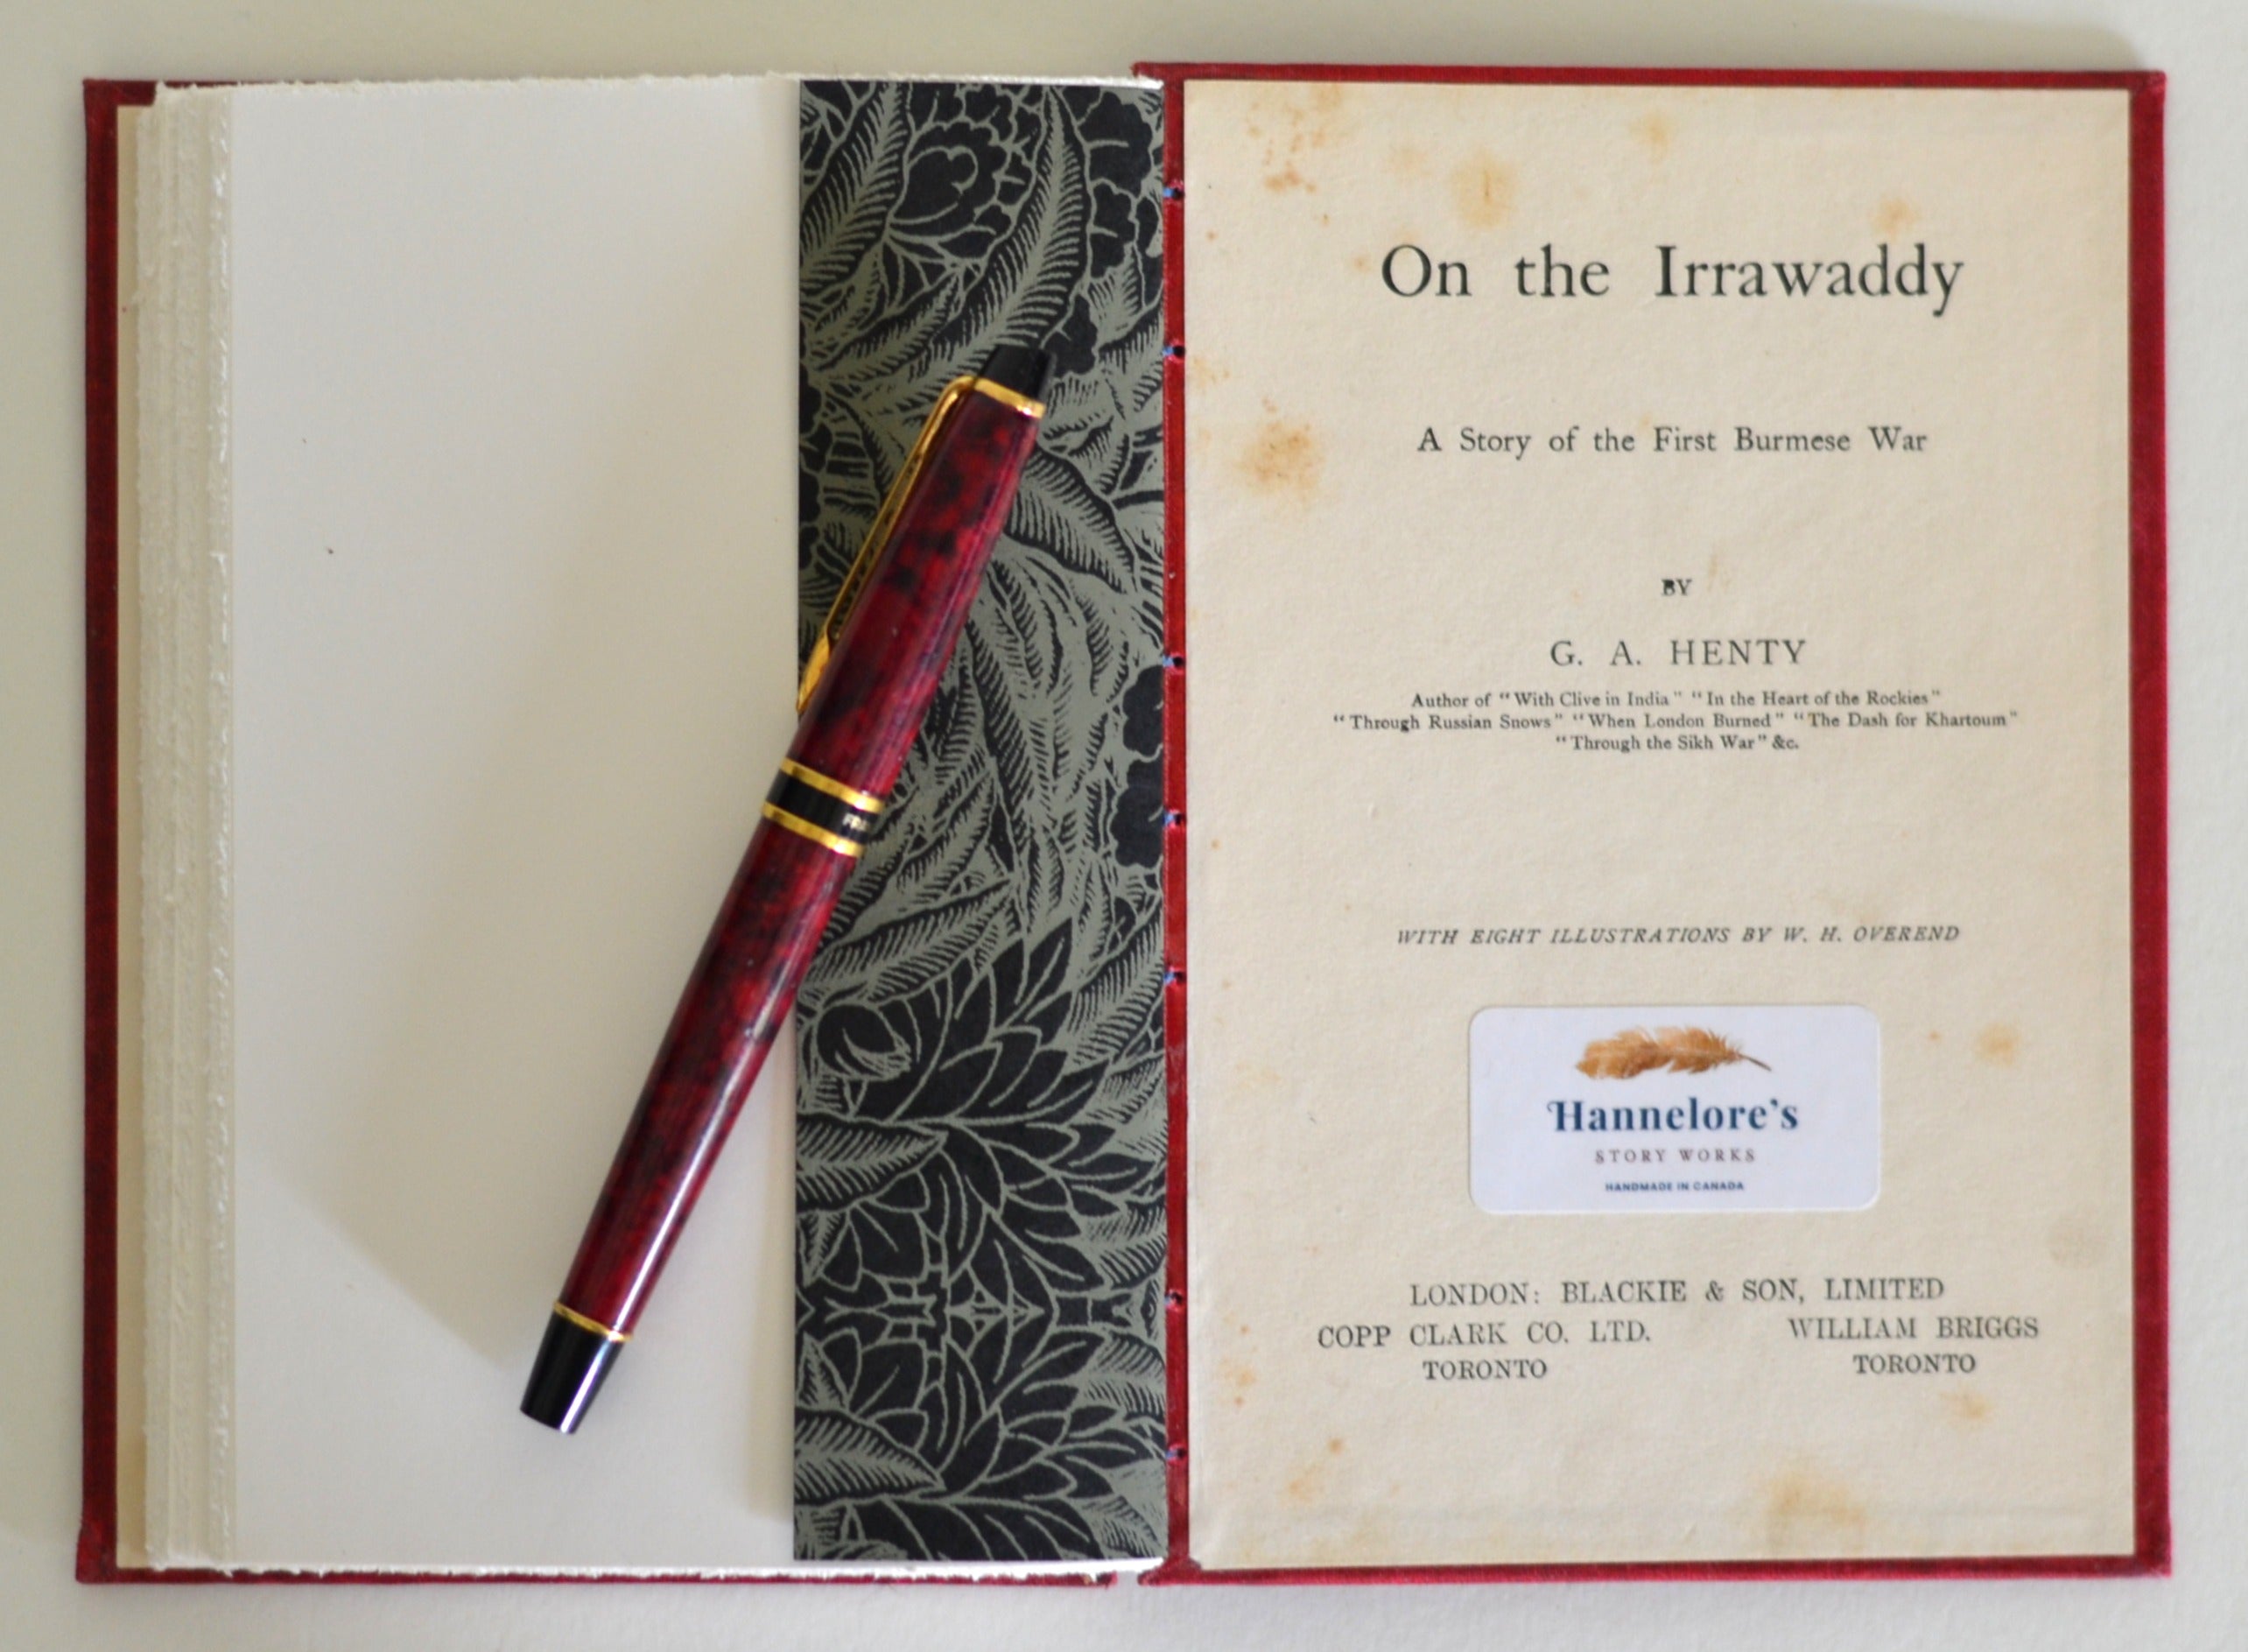 On the Irrawaddy
A Story of the First Burmese War
BY
G. A. HENTY
Author of "With Clive in India" "In the Heart of the Rockies"
"Through Russian Snows" "When London Burned" "The Dash for Khartoum"
"Through the Sikh War" &c.
WITH EIGHT ILLUSTRATIONS BY W. H. OVEREND
Hannelore's
STORY WORKS
HANDMADE IN CANADA
LONDON: BLACKIE & SON, LIMITED
COPP CLARK CO. LTD. WILLIAM BRIGGS
TORONTO TORONTO